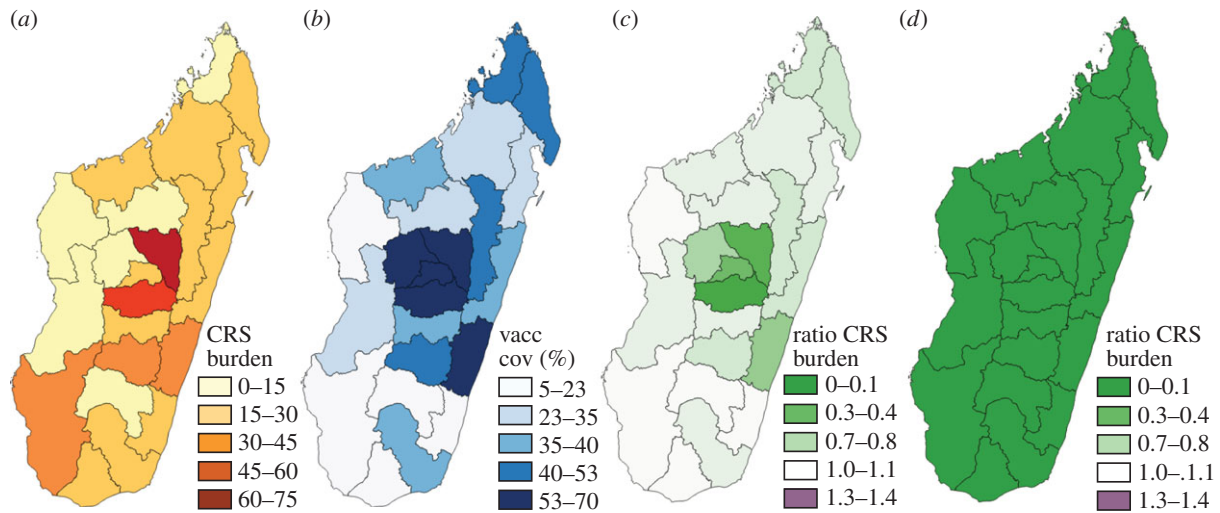 (a)
(b)
(c)
(d)
CRS
burden
0–15
15–30
30–45
45–60
60–75
vacc
cov (%)
5–23
23–35
35–40
40–53
53–70
ratio CRS
burden
0–0.1
0.3–0.4
0.7–0.8
1.0–1.1
1.3–1.4
ratio CRS
burden
0–0.1
0.3–0.4
0.7–0.8
1.0–.1.1
1.3–1.4